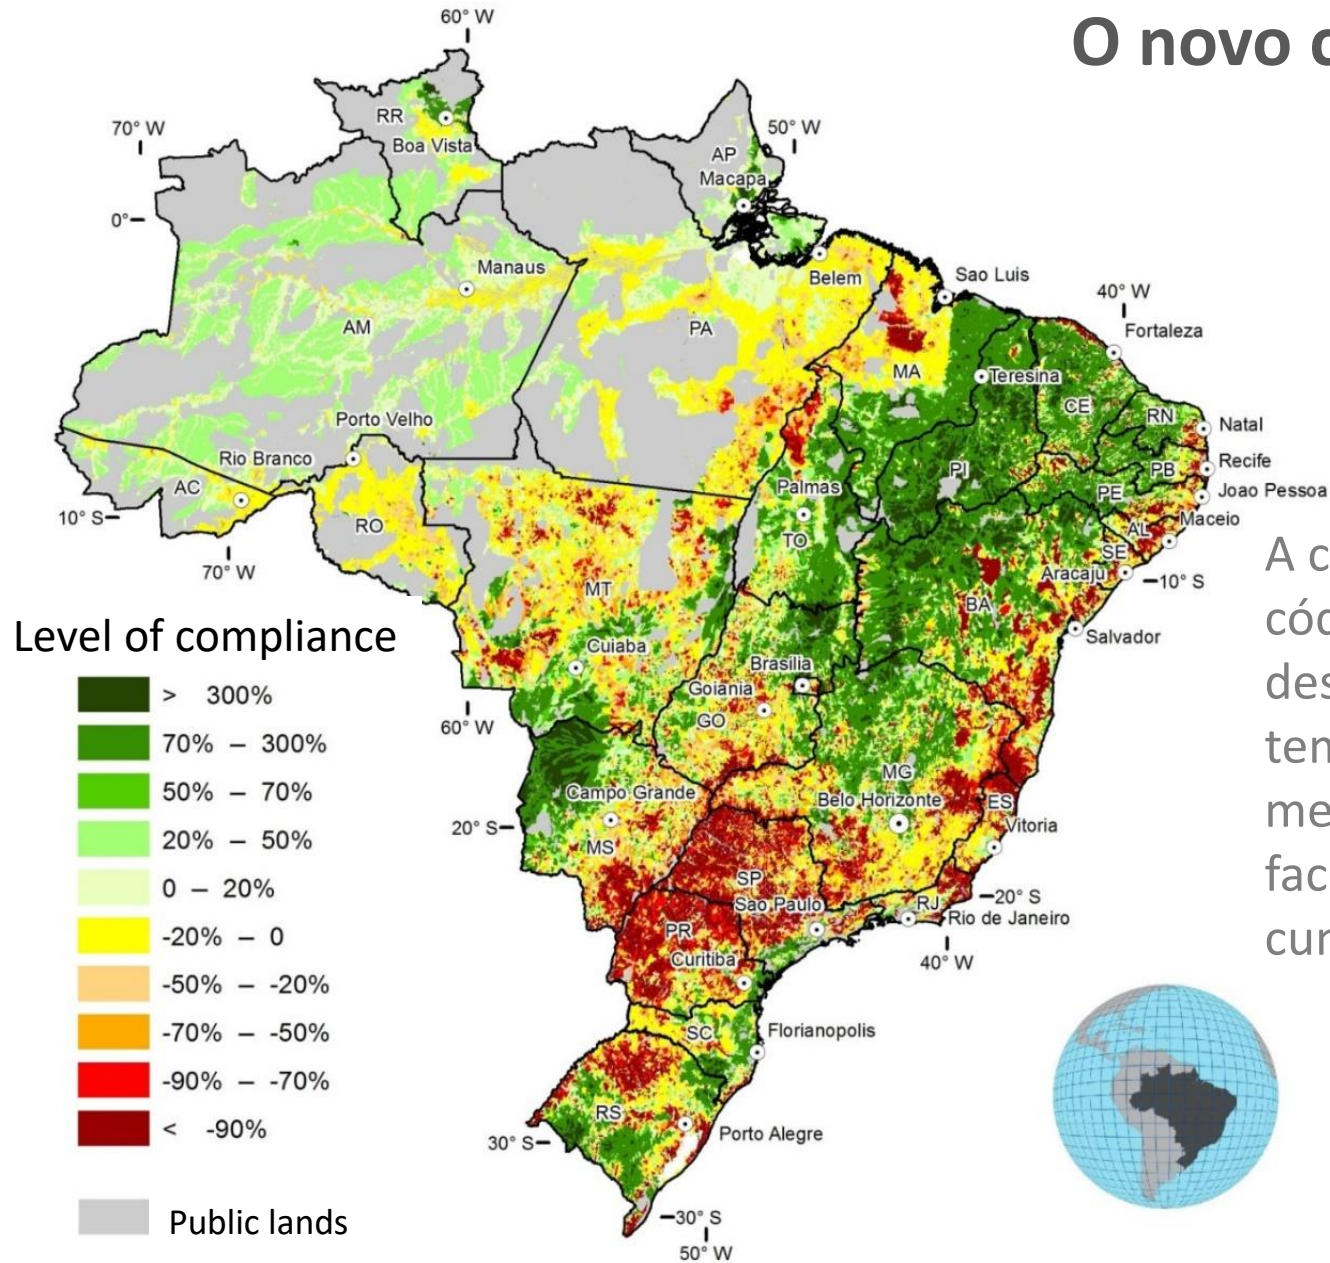 O novo c
60° W
70° W
50° W
RR
Boa Vista
AP
Macapa
0°
Manaus
Belem
Sao Luis
40° W
Fortaleza
AM
PA
MA
Teresina
CE
RN
Natal
Porto Velho
Recife
Rio Branco
PI
PB
Joao Pessoa
AC
Palmas
PE
10° S
RO
TO
AL
Maceio
SE
70° W
MT
Aracaju
10° S
BA
Salvador
Cuiaba
Brasilia
Goiania
60° W
GO
MG
Campo Grande
Belo Horizonte
ES
20° S
MS
Vitoria
SP
Sao Paulo
RJ
20° S
Rio de Janeiro
PR
Curitiba
40° W
SC
Florianopolis
RS
30° S
Porto Alegre
30° S
50° W
Level of compliance
> 300%
70% – 300%
50% – 70%
20% – 50%
0 – 20%
-20% – 0
-50% – -20%
-70% – -50%
-90% – -70%
< -90%
Public lands
A c
cód
des
ten
me
fac
cur